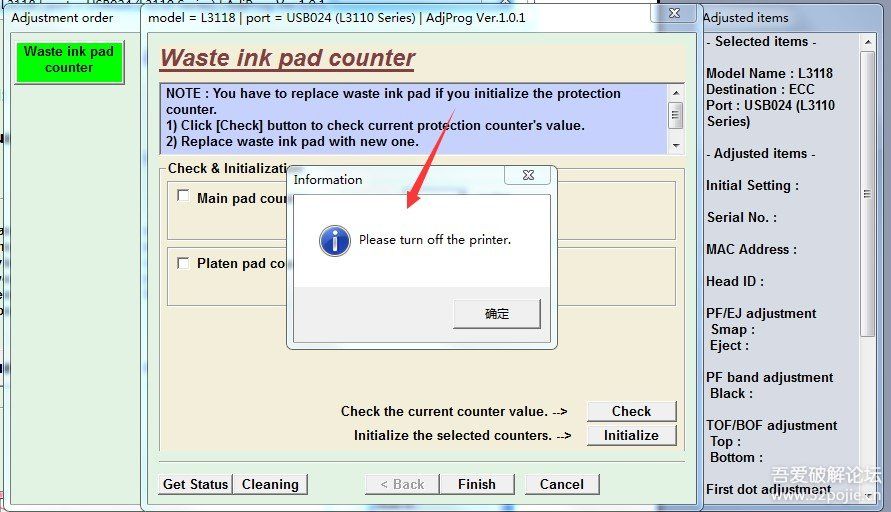 Adjustment order
Waste ink pad
counter
model = L3118 | port = USB024 (L3110 Series) | AdjProg Ver.1.0.1
Waste ink pad counter
NOTE : You have to replace waste ink pad if you initialize the protection
counter.
1) Click [Check] button to check current protection counter's value.
2) Replace waste ink pad with new one.
Check & Initialization
Main pad cou
Platen pad co
Information
Please turn off the printer.
确定
Check the current counter value. -->
Check
Initialize the selected counters. -->
Initialize
Get Status
Cleaning
< Back
Finish
Cancel
Adjusted items
- Selected items -
Model Name : L3118
Destination : ECC
Port : USB024 (L3110
Series)
- Adjusted items -
Initial Setting :
Serial No. :
MAC Address :
Head ID :
PF/EJ adjustment
Smap :
Eject :
PF band adjustment
Black :
TOF/BOF adjustment
Top :
Bottom :
First dot adjustment
吾爱破解论坛
www.52pojie.cn